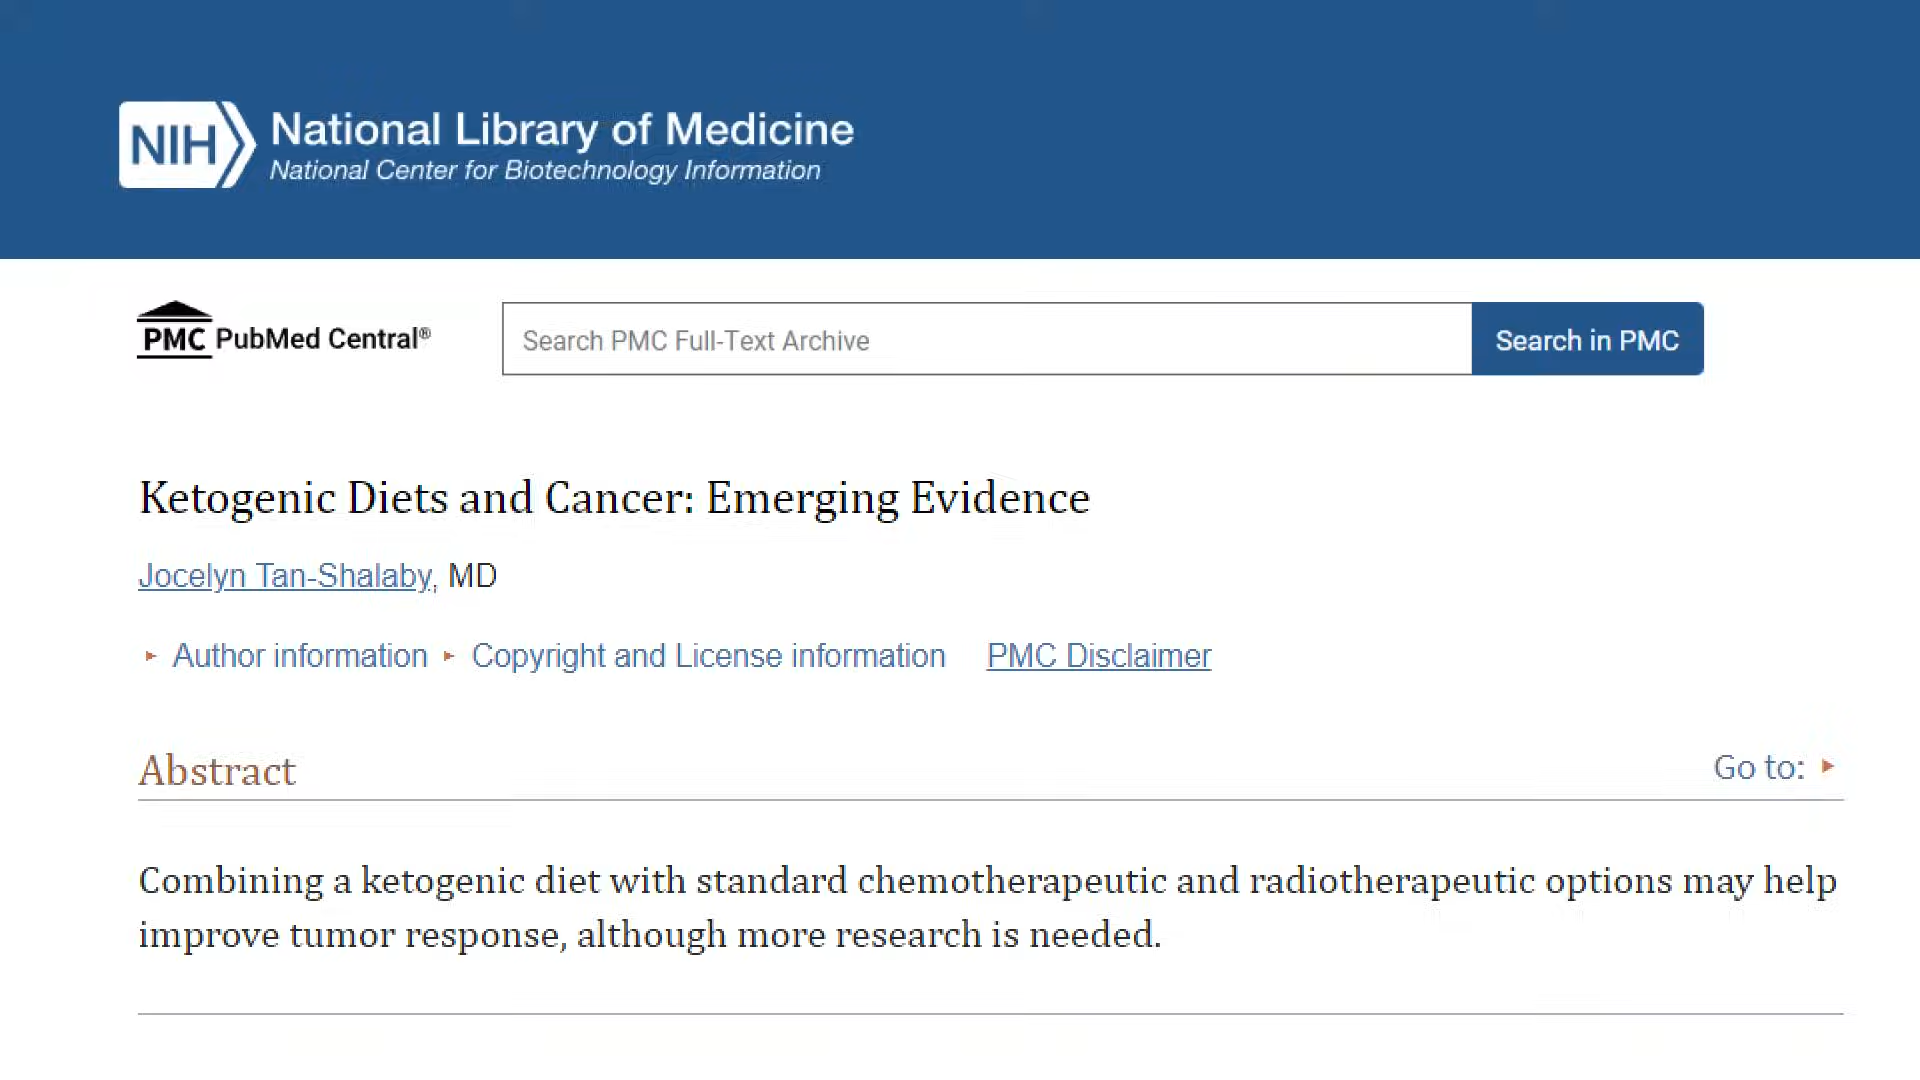 NIH National Library of Medicine
National Center for Biotechnology Information
PMC PubMed Central®
Search PMC Full-Text Archive
Search in PMC
Ketogenic Diets and Cancer: Emerging Evidence
Jocelyn Tan-Shalaby, MD
▸ Author information ▸ Copyright and License information PMC Disclaimer
Abstract
Go to: ▸
Combining a ketogenic diet with standard chemotherapeutic and radiotherapeutic options may help
improve tumor response, although more research is needed.